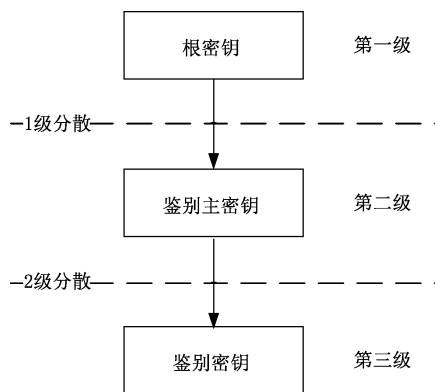 根密钥
第一级
1级分散
鉴别主密钥
第二级
2级分散
鉴别密钥
第三级